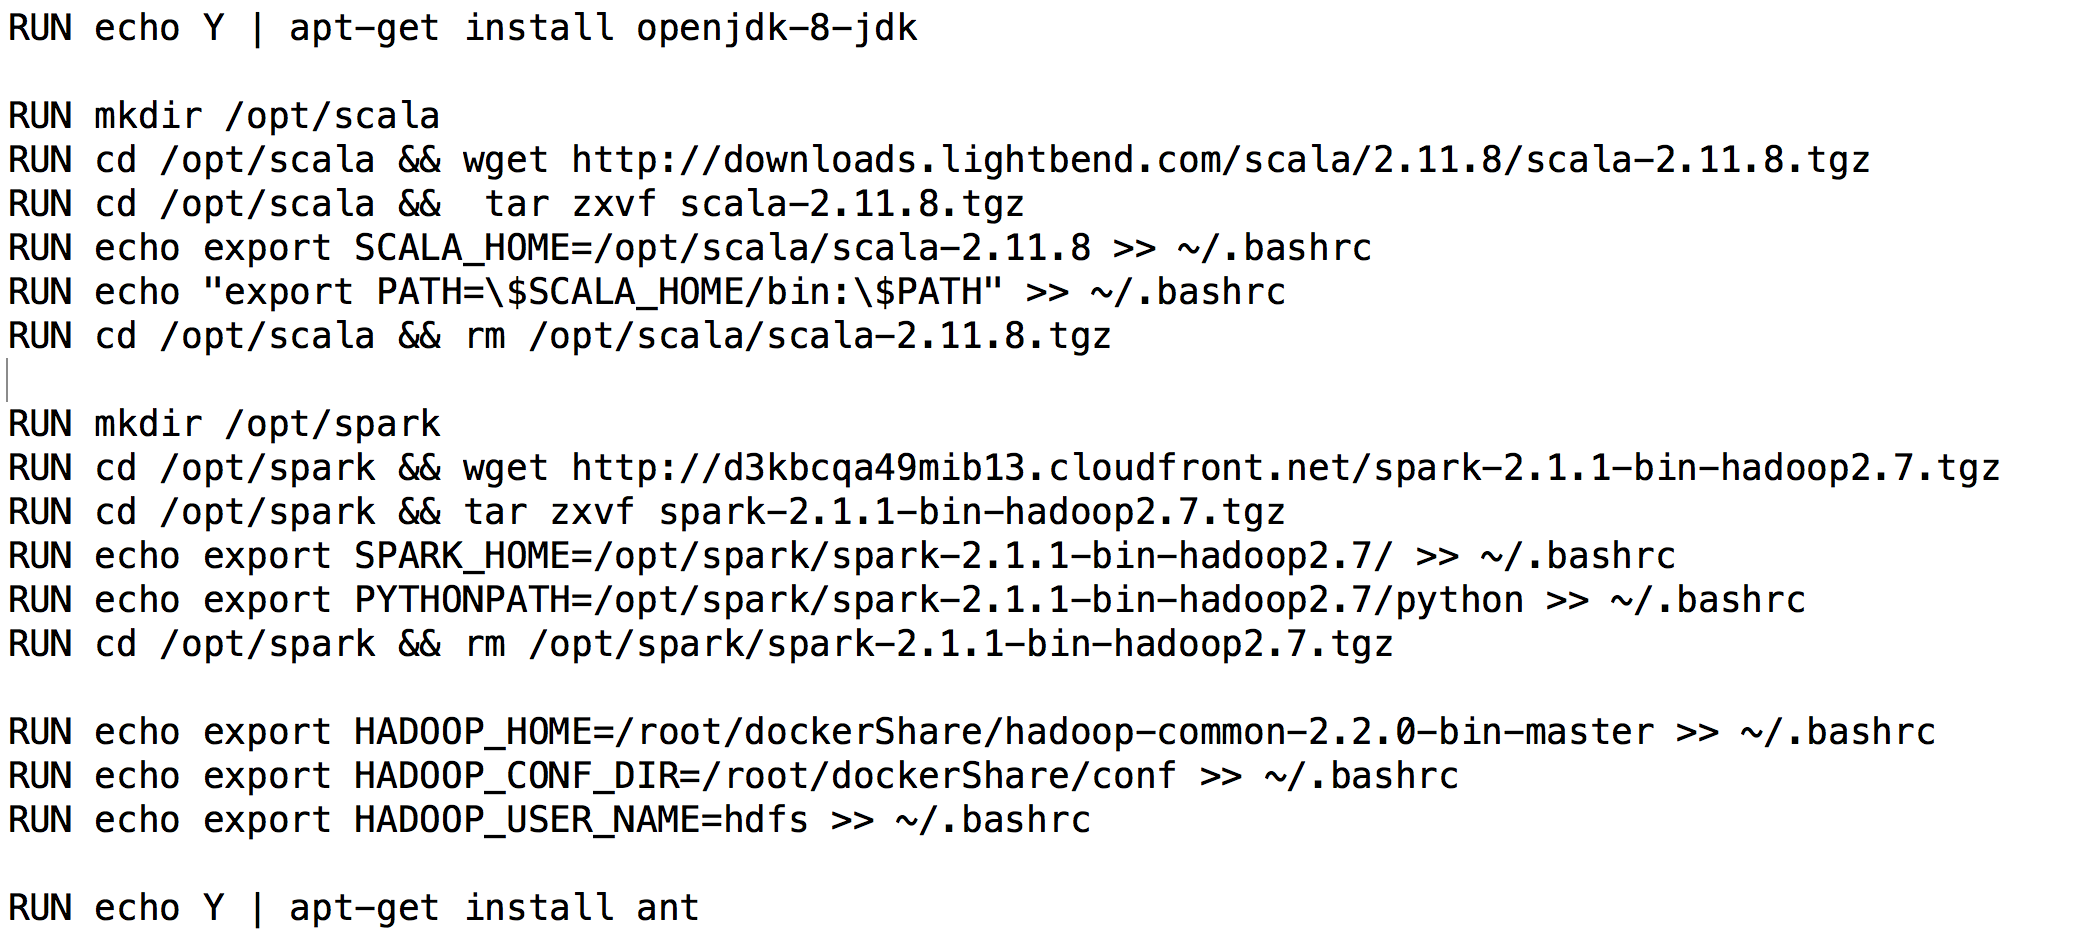 RUN echo Y | apt-get install openjdk-8-jdk

RUN mkdir /opt/scala
RUN cd /opt/scala && wget http://downloads.lightbend.com/scala/2.11.8/scala-2.11.8.tgz
RUN cd /opt/scala &&  tar zxvf scala-2.11.8.tgz
RUN echo export SCALA_HOME=/opt/scala/scala-2.11.8 >> ~/.bashrc
RUN echo "export PATH=\$SCALA_HOME/bin:\$PATH" >> ~/.bashrc
RUN cd /opt/scala && rm /opt/scala/scala-2.11.8.tgz

RUN mkdir /opt/spark
RUN cd /opt/spark && wget http://d3kbcqa49mib13.cloudfront.net/spark-2.1.1-bin-hadoop2.7.tgz
RUN cd /opt/spark && tar zxvf spark-2.1.1-bin-hadoop2.7.tgz
RUN echo export SPARK_HOME=/opt/spark/spark-2.1.1-bin-hadoop2.7/ >> ~/.bashrc
RUN echo export PYTHONPATH=/opt/spark/spark-2.1.1-bin-hadoop2.7/python >> ~/.bashrc
RUN cd /opt/spark && rm /opt/spark/spark-2.1.1-bin-hadoop2.7.tgz

RUN echo export HADOOP_HOME=/root/dockerShare/hadoop-common-2.2.0-bin-master >> ~/.bashrc
RUN echo export HADOOP_CONF_DIR=/root/dockerShare/conf >> ~/.bashrc
RUN echo export HADOOP_USER_NAME=hdfs >> ~/.bashrc

RUN echo Y | apt-get install ant